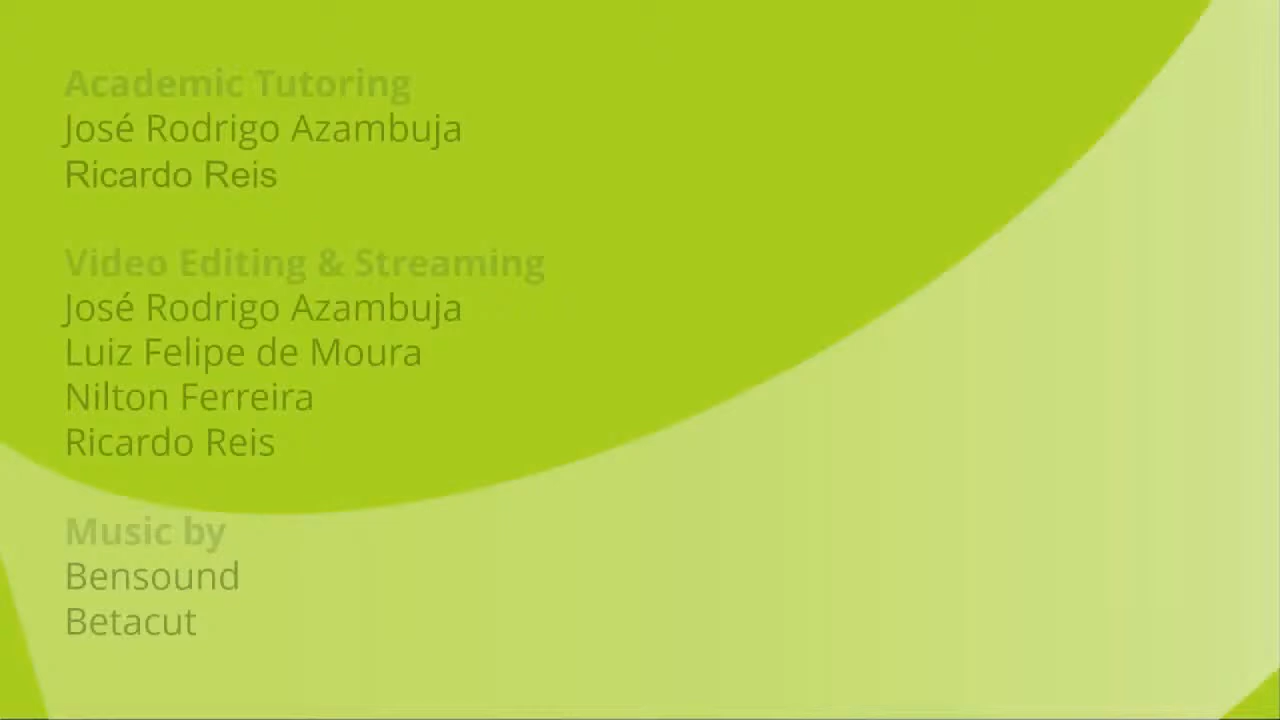 Academic Tutoring
José Rodrigo Azambuja
Ricardo Reis
Video Editing & Streaming
José Rodrigo Azambuja
Luiz Felipe de Moura
Nilton Ferreira
Ricardo Reis
Music by
Bensound
Betacut